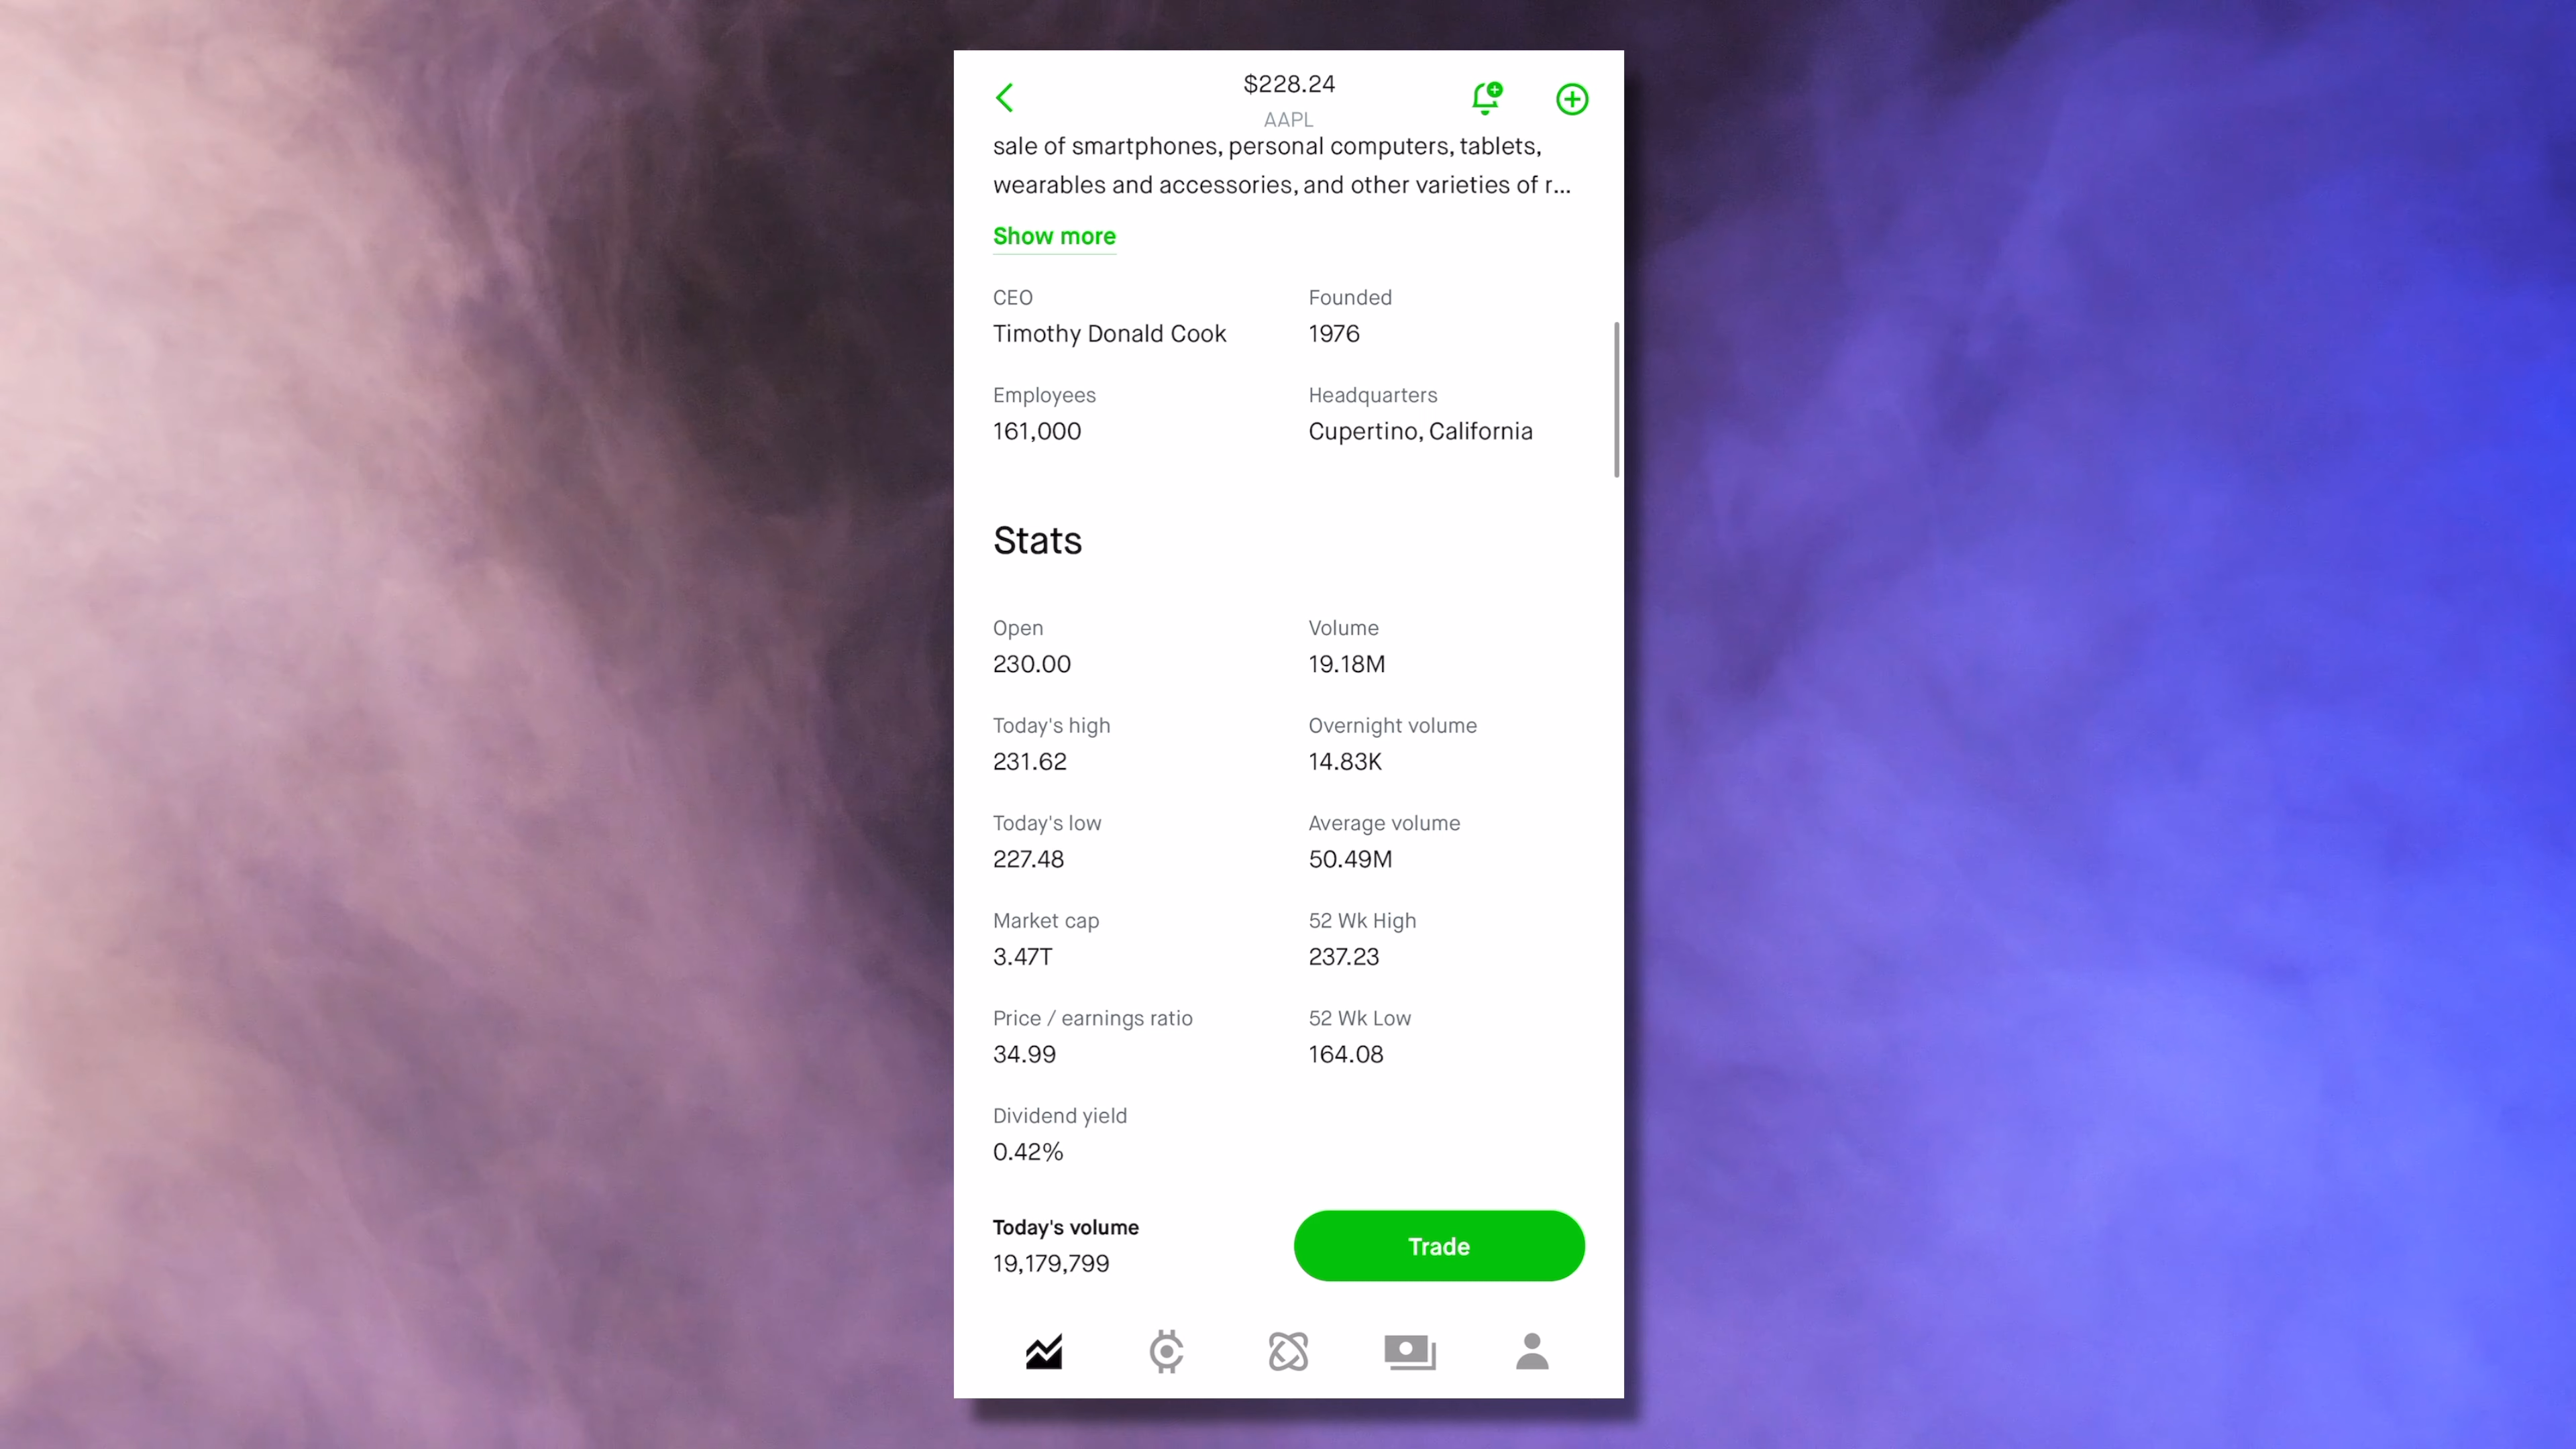 $228.24
AAPL
sale of smartphones, personal computers, tablets,
wearables and accessories, and other varieties of r...
Show more
CEO
Timothy Donald Cook
Founded
1976
Employees
161,000
Headquarters
Cupertino, California
Stats
Open
230.00
Volume
19.18M
Today's high
231.62
Overnight volume
14.83K
Today's low
227.48
Average volume
50.49M
Market cap
3.47T
52 Wk High
237.23
Price / earnings ratio
34.99
52 Wk Low
164.08
Dividend yield
0.42%
Today's volume
19,179,799
Trade